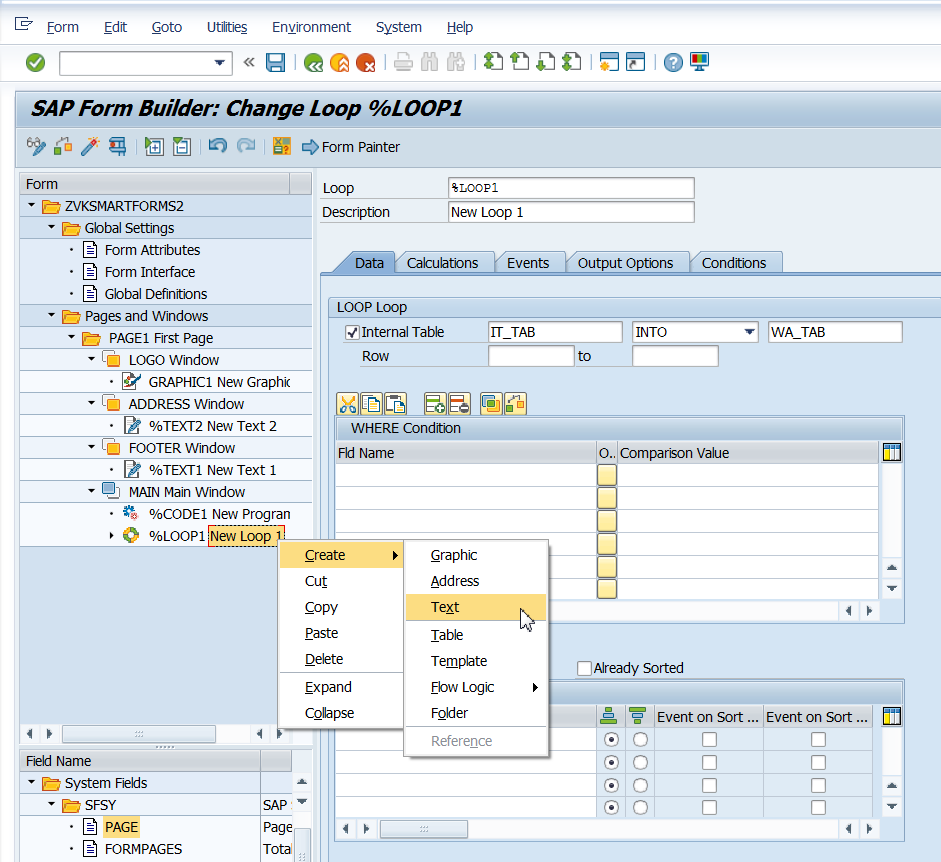 Form Edit Goto Utilities Environment System Help
SAP Form Builder: Change Loop %LOOP1
Form Painter
Form
ZVKSMARTFORMS2
Global Settings
Form Attributes
Form Interface
Global Definitions
Pages and Windows
PAGE1 First Page
LOGO Window
GRAPHIC1 New Graphic
ADDRESS Window
%TEXT2 New Text 2
FOOTER Window
%TEXT1 New Text 1
MAIN Main Window
%CODE1 New Program
%LOOP1 New Loop 1
Create
Cut
Copy
Paste
Delete
Expand
Collapse
Graphic
Address
Text
Table
Template
Flow Logic
Folder
Reference
Loop %LOOP1
Description New Loop 1
Data Calculations Events Output Options Conditions
LOOP Loop
Internal Table IT_TAB INTO WA_TAB
Row to
WHERE Condition
Fld Name O.. Comparison Value
Already Sorted
Event on Sort ... Event on Sort ...
Field Name
System Fields
SFSY SAP
PAGE Page
FORMPAGES Total